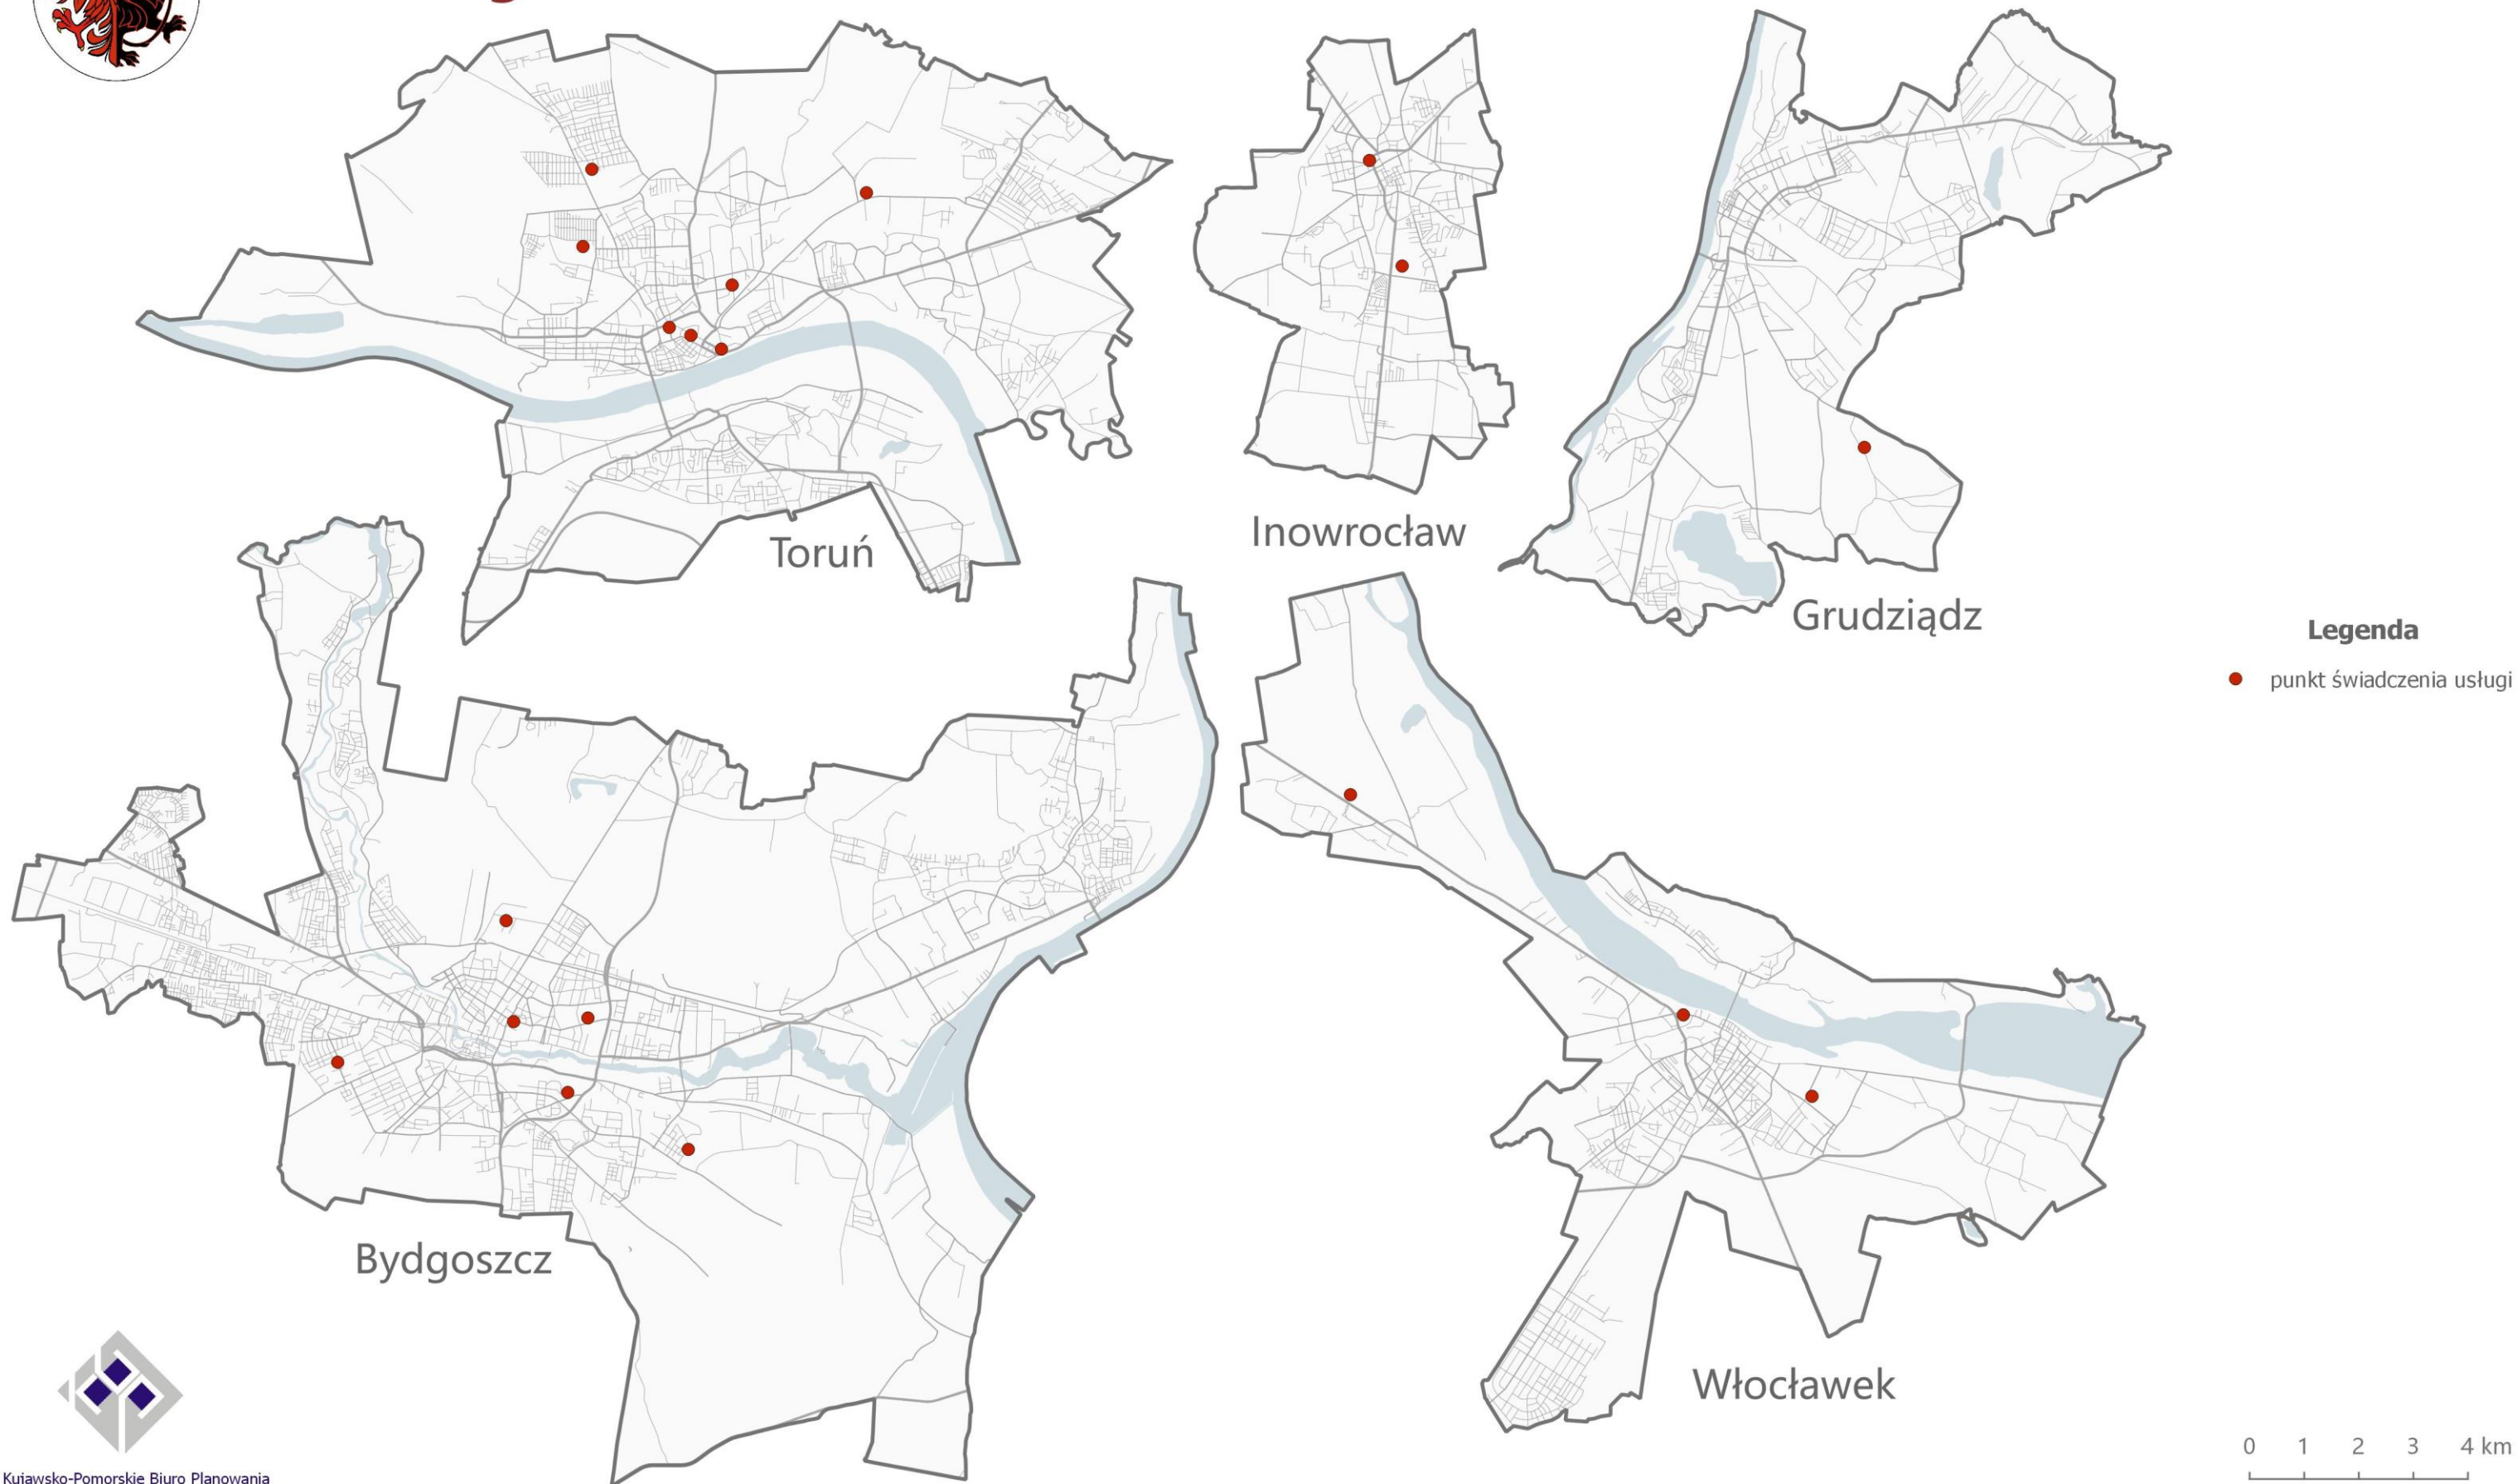 Toruń
Inowrocław
Grudziądz
Legenda
punkt świadczenia usługi
Bydgoszcz
Włocławek
0 1 2 3 4 km
Kujawsko-Pomorskie Biuro Planowania